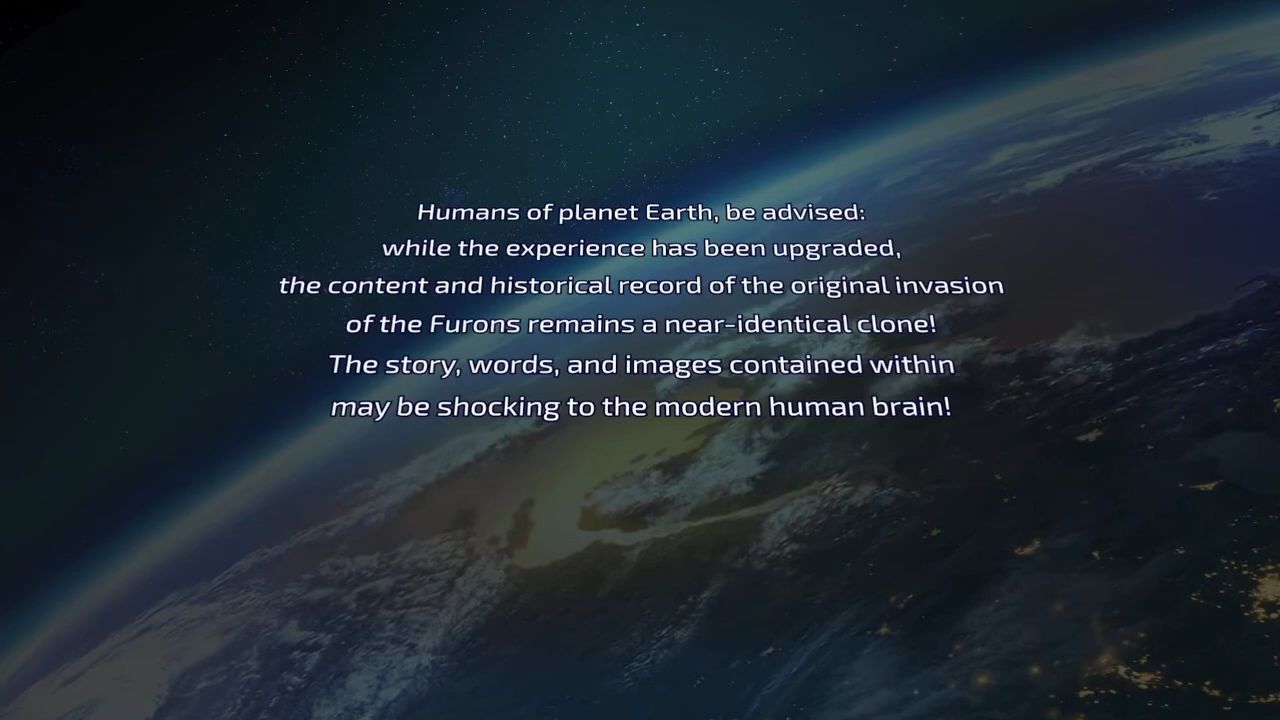 Humans of planet Earth, be advised:
while the experience has been upgraded,
the content and historical record of the original invasion
of the Furons remains a near-identical clone!
The story, words, and images contained within
may be shocking to the modern human brain!